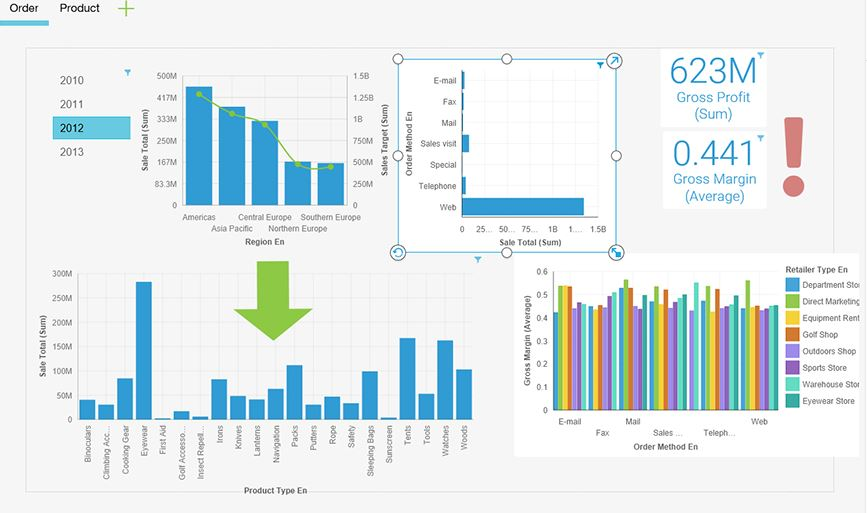 Order Product
2010
2011
2012
2013
Sale Total (Sum)
500M
417M
333M
250M
167M
83.3M
0
1.5B
1.25B
1B
750M
500M
250M
0
Sales Target (Sum)
Americas Central Europe Southern Europe
Asia Pacific Northern Europe
Region En
Order Method En
E-mail
Fax
Mail
Sales visit
Special
Telephone
Web
0 25... 5... 7... 1B 1.... 1.5B
Sale Total (Sum)
623M
Gross Profit
(Sum)
0.441
Gross Margin
(Average)
Sale Total (Sum)
300M
250M
200M
150M
100M
50M
0
Binoculars
Climbing Acc...
Cooking Gear
Eyewear
First Aid
Golf Accesso...
Insect Repell...
Irons
Knives
Lanterns
Navigation
Packs
Putters
Rope
Safety
Sleeping Bags
Sunscreen
Tents
Tools
Watches
Woods
Product Type En
Gross Margin (Average)
0.6
0.5
0.4
0.3
0.2
0.1
0
E-mail Mail Sales ... Teleph... Web
Fax
Order Method En
Retailer Type En
Department Stor
Direct Marketing
Equipment Rent
Golf Shop
Outdoors Shop
Sports Store
Warehouse Stor
Eyewear Store